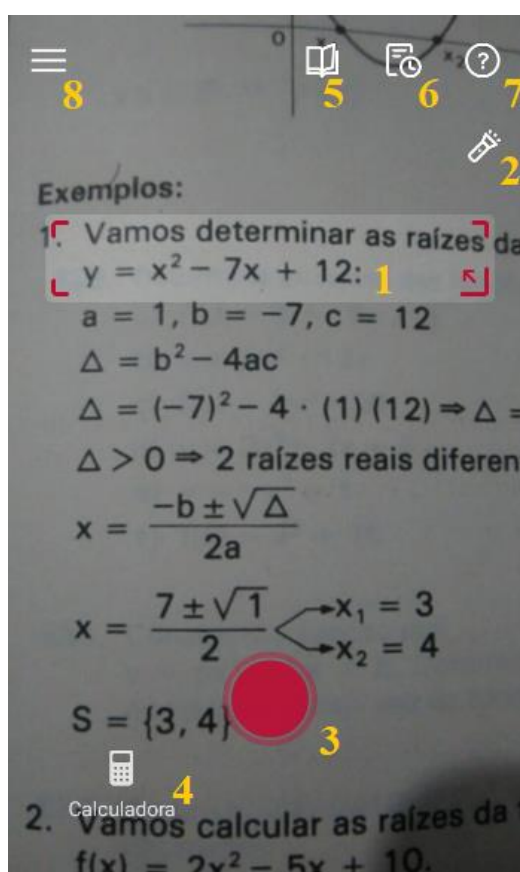 O
x₂ ?
8 5 6 7
2
Exemplos:
1. Vamos determinar as raízes da
y = x² − 7x + 12: 1
a = 1, b = −7, c = 12
Δ = b² − 4ac
Δ = (−7)² − 4 · (1) (12) ⇒ Δ =
Δ > 0 ⇒ 2 raízes reais diferen
x = −b ± √Δ / 2a
x = 7 ± √1 / 2 x₁ = 3
x₂ = 4
S = {3, 4} 3
4
Calculadora
2. Vamos calcular as raízes da
f(x) = 2x² − 5x + 10.